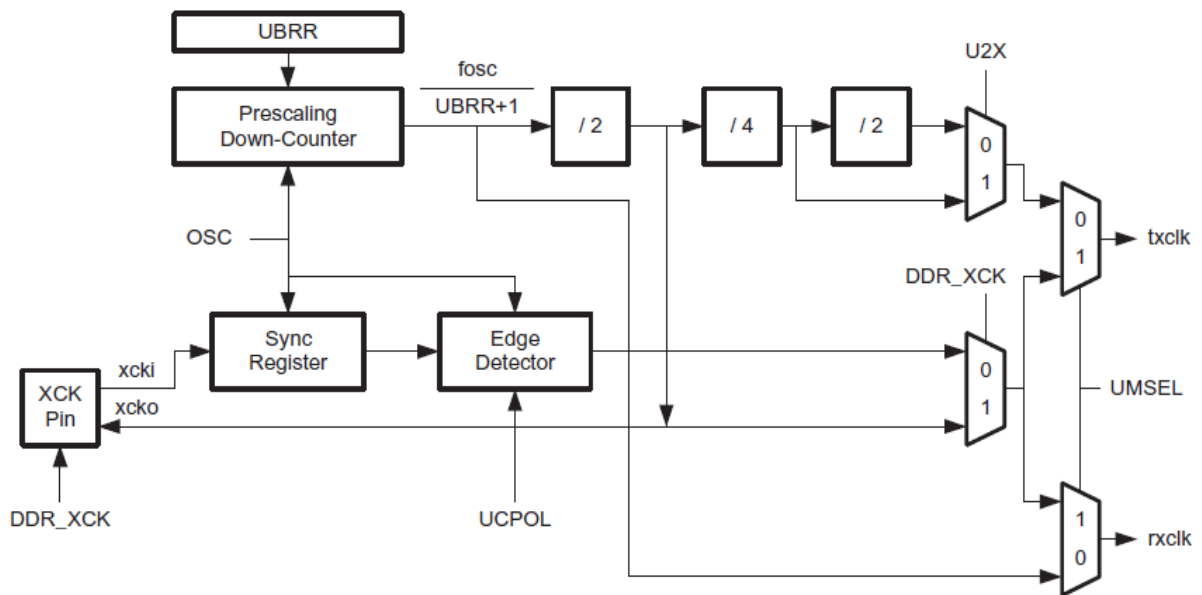 UBRR
fosc
UBRR+1
U2X
Prescaling
Down-Counter
/ 2
/ 4
/ 2
0
1
OSC
0
1
txclk
DDR_XCK
Sync
Register
Edge
Detector
0
1
xcki
xcko
XCK
Pin
UMSEL
DDR_XCK
UCPOL
1
0
rxclk